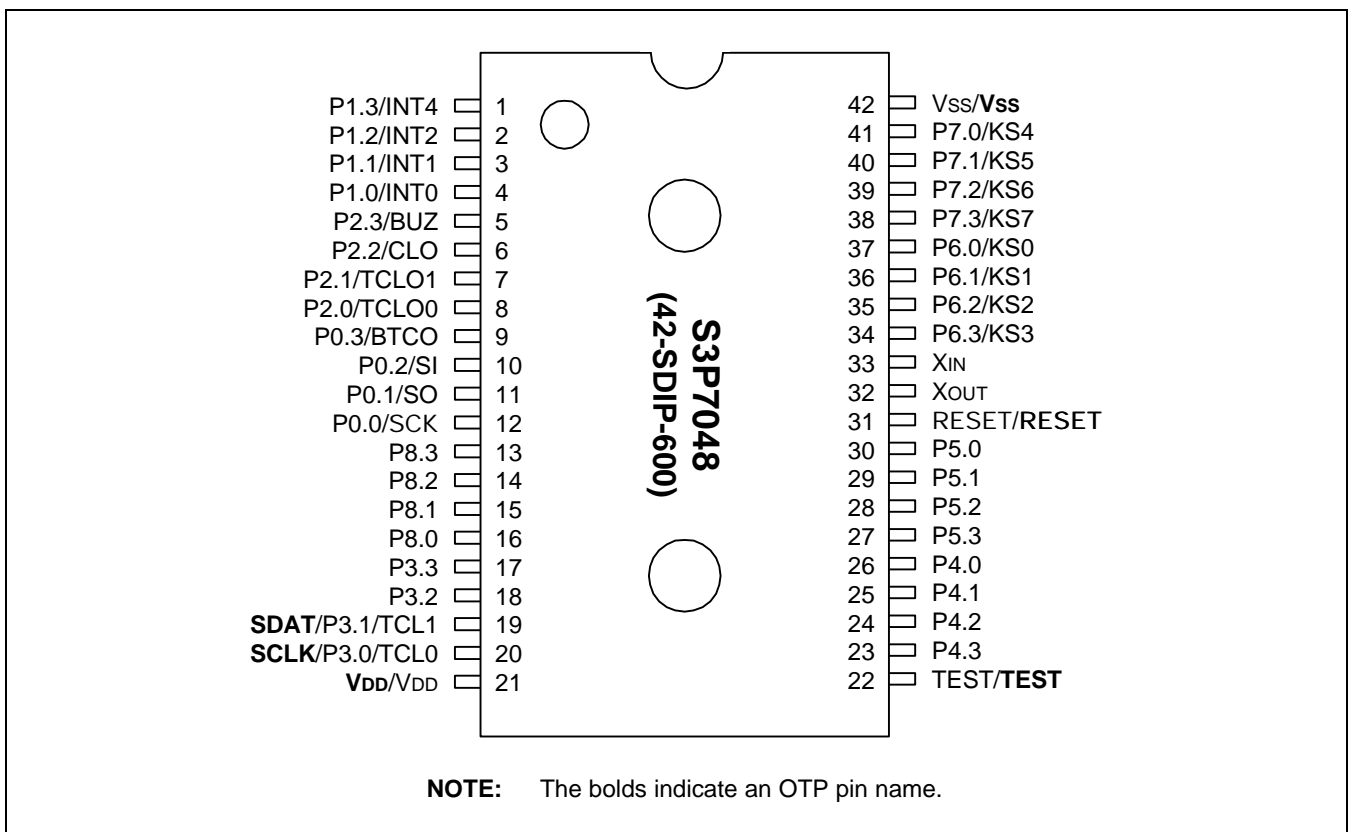 P1.3/INT4 1
P1.2/INT2 2
P1.1/INT1 3
P1.0/INT0 4
P2.3/BUZ 5
P2.2/CLO 6
P2.1/TCLO1 7
P2.0/TCLO0 8
P0.3/BTCO 9
P0.2/SI 10
P0.1/SO 11
P0.0/SCK 12
P8.3 13
P8.2 14
P8.1 15
P8.0 16
P3.3 17
P3.2 18
SDAT/P3.1/TCL1 19
SCLK/P3.0/TCL0 20
VDD/VDD 21
S3P7048
(42-SDIP-600)
42 VSS/VSS
41 P7.0/KS4
40 P7.1/KS5
39 P7.2/KS6
38 P7.3/KS7
37 P6.0/KS0
36 P6.1/KS1
35 P6.2/KS2
34 P6.3/KS3
33 XIN
32 XOUT
31 RESET/RESET
30 P5.0
29 P5.1
28 P5.2
27 P5.3
26 P4.0
25 P4.1
24 P4.2
23 P4.3
22 TEST/TEST
NOTE: The bolds indicate an OTP pin name.